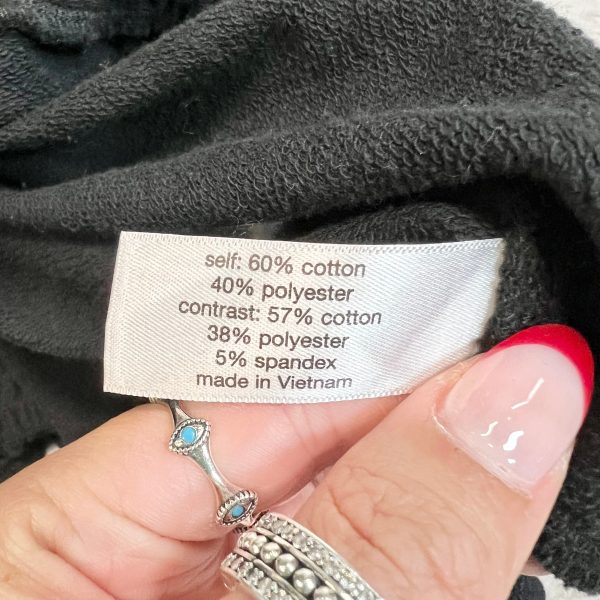 self: 60% cotton
40% polyester
contrast: 57% cotton
38% polyester
5% spandex
made in Vietnam